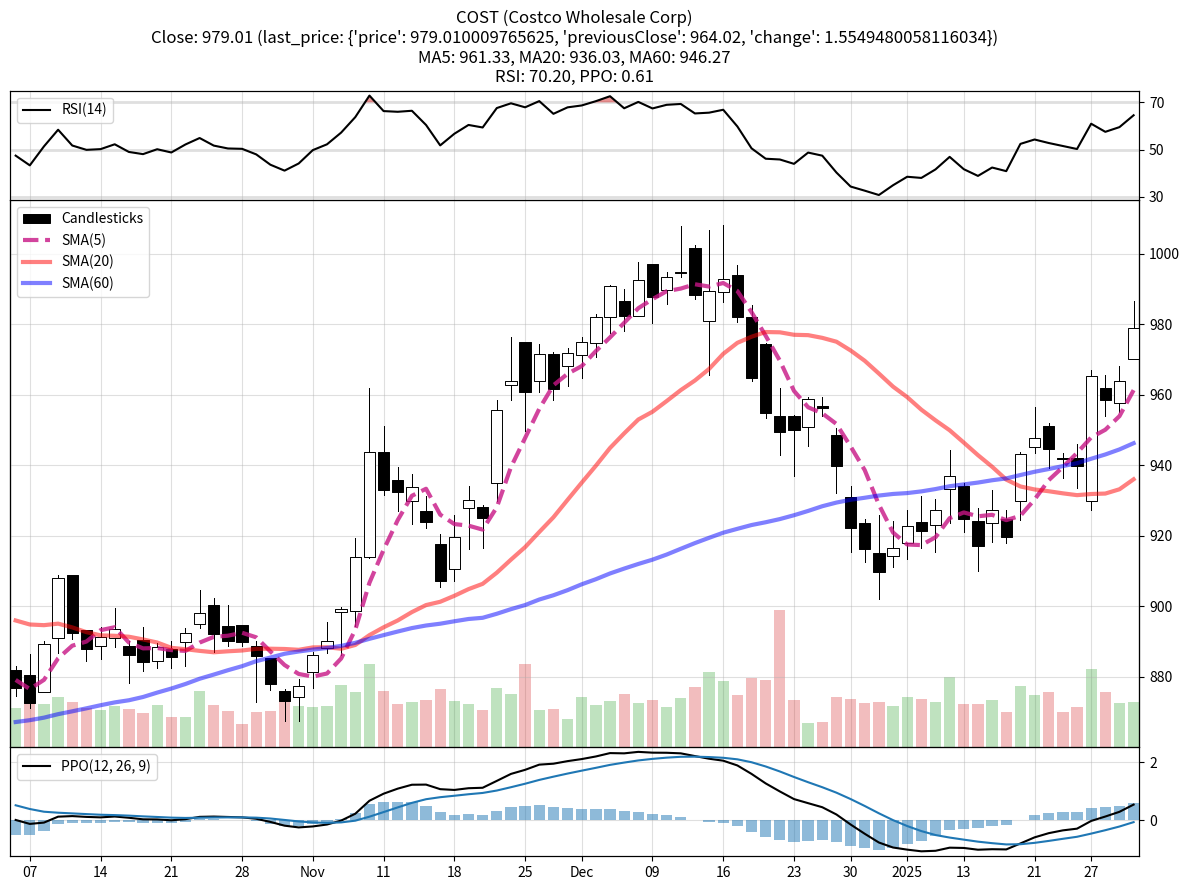 COST (Costco Wholesale Corp)
Close: 979.01 (last_price: {'price': 979.010009765625, 'previousClose': 964.02, 'change': 1.5549480058116034})
MA5: 961.33, MA20: 936.03, MA60: 946.27
RSI: 70.20, PPO: 0.61
RSI(14)
70
50
30
Candlesticks
SMA(5)
SMA(20)
SMA(60)
1000
980
960
940
920
900
880
PPO(12, 26, 9)
2
0
07 14 21 28 Nov 11 18 25 Dec 09 16 23 30 2025 13 21 27